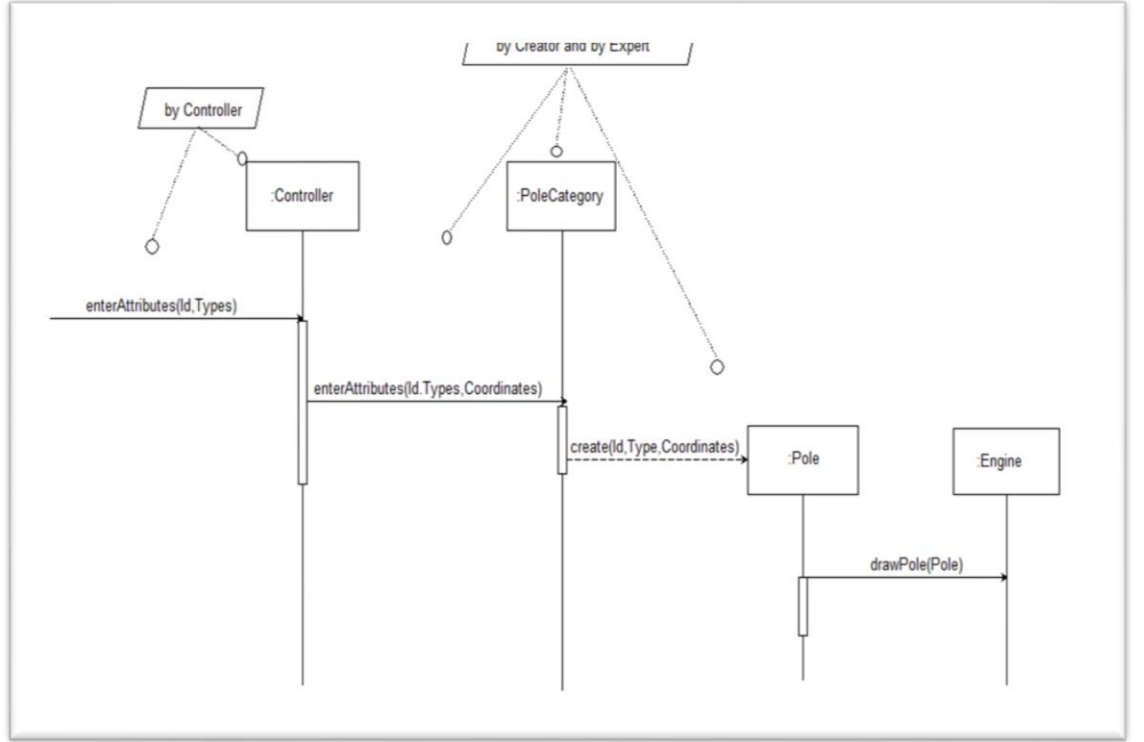 by Creator and by Expert
by Controller
:Controller
:PoleCategory
enterAttributes(Id,Types)
enterAttributes(Id.Types,Coordinates)
create(Id,Type,Coordinates)
:Pole
:Engine
drawPole(Pole)